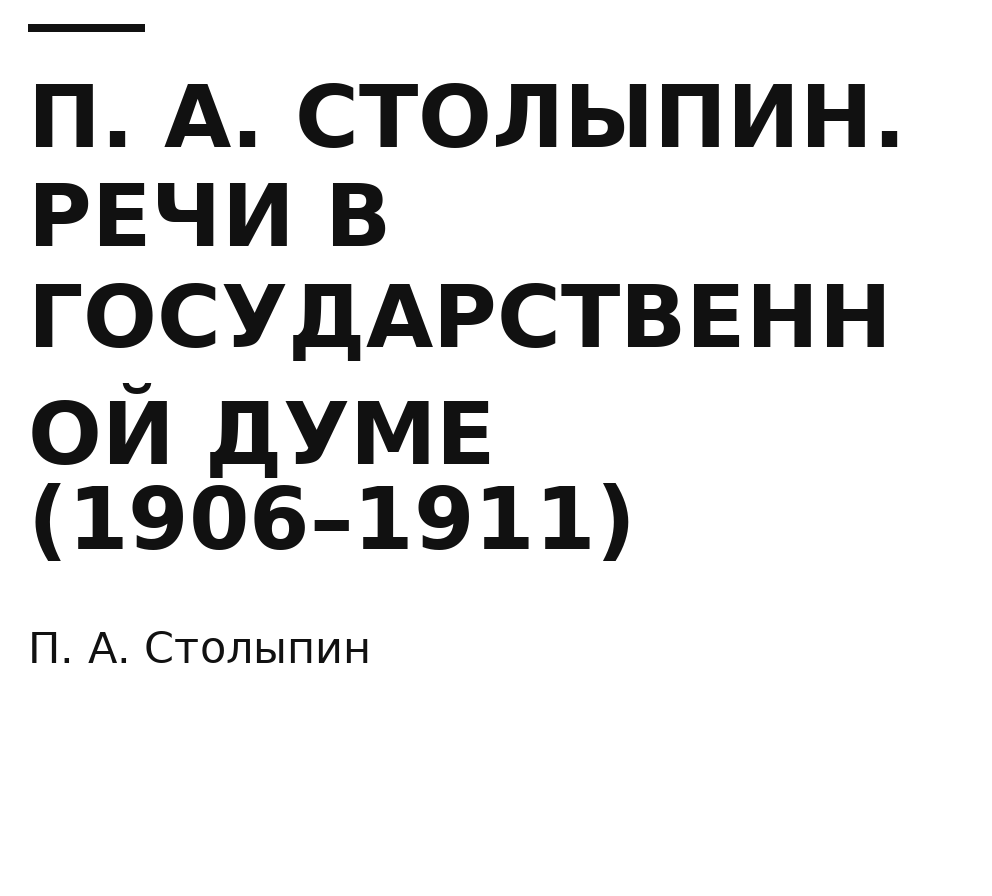 П. А. СТОЛЫПИН.
РЕЧИ В
ГОСУДАРСТВЕНН
ОЙ ДУМЕ
(1906–1911)
П. А. Столыпин